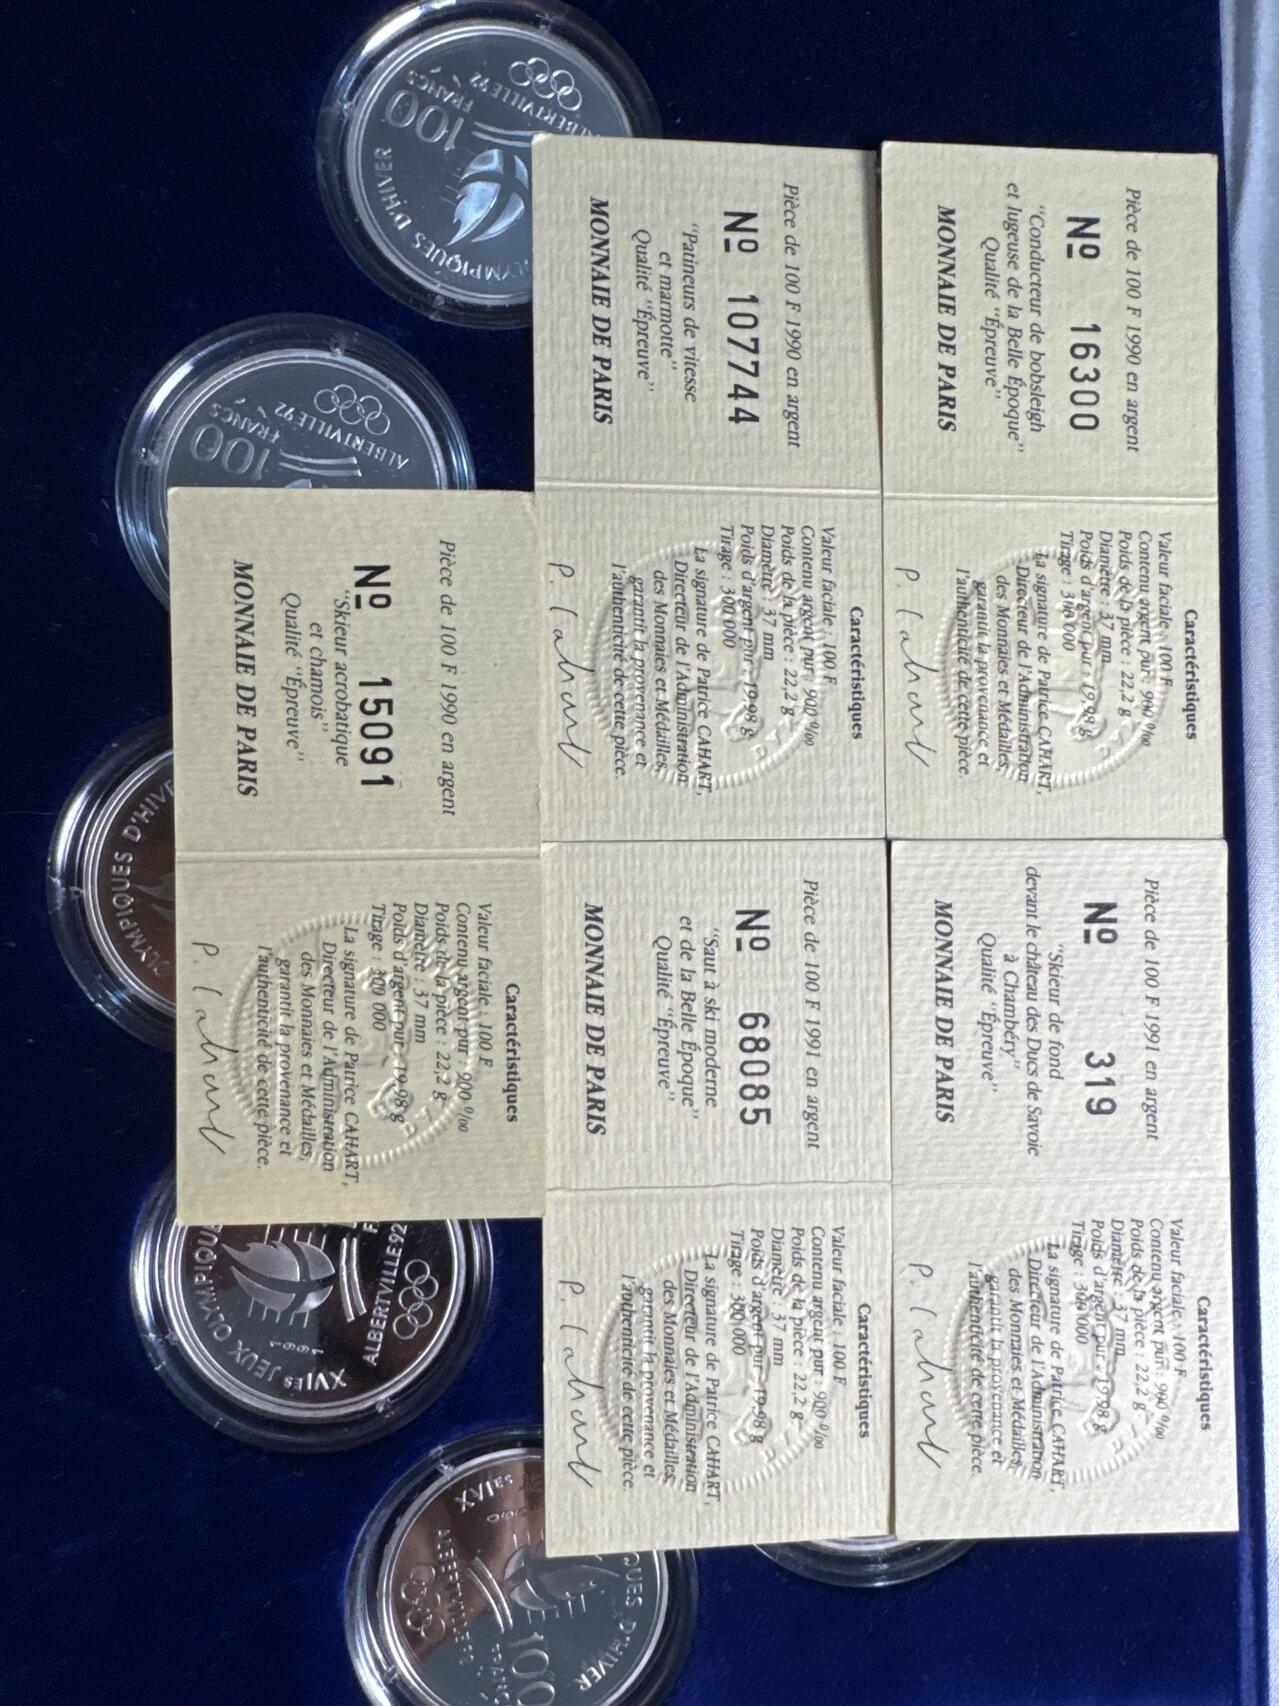 Pièce de 100 F 1990 en argent
Nº 16300
"Conducteur de bobsleigh
et lugeuse de la Belle Époque"
Qualité "Épreuve"
MONNAIE DE PARIS
Caractéristiques
Valeur faciale : 100 F
Contenu argent pur : 900 ‰
Poids de la pièce : 22,2 g
Diamètre : 37 mm
Poids d'argent pur : 19,98 g
Tirage : 300 000
La signature de Patrice CAHART,
Directeur de l'Administration
des Monnaies et Médailles,
garantit la provenance et
l'authenticité de cette pièce.
P. Cahart
Pièce de 100 F 1991 en argent
Nº 319
"Skieur de fond
devant le château des Ducs de Savoie
à Chambéry"
Qualité "Épreuve"
MONNAIE DE PARIS
Caractéristiques
Valeur faciale : 100 F
Contenu argent pur : 900 ‰
Poids de la pièce : 22,2 g
Diamètre : 37 mm
Poids d'argent pur : 19,98 g
Tirage : 300 000
La signature de Patrice CAHART,
Directeur de l'Administration
des Monnaies et Médailles,
garantit la provenance et
l'authenticité de cette pièce.
P. Cahart
Pièce de 100 F 1990 en argent
Nº 107744
"Patineurs de vitesse
et marmotte"
Qualité "Épreuve"
MONNAIE DE PARIS
Caractéristiques
Valeur faciale : 100 F
Contenu argent pur : 900 ‰
Poids de la pièce : 22,2 g
Diamètre : 37 mm
Poids d'argent pur : 19,98 g
Tirage : 300 000
La signature de Patrice CAHART,
Directeur de l'Administration
des Monnaies et Médailles,
garantit la provenance et
l'authenticité de cette pièce.
P. Cahart
Pièce de 100 F 1991 en argent
Nº 68085
"Saut à ski moderne
et de la Belle Époque"
Qualité "Épreuve"
MONNAIE DE PARIS
Caractéristiques
Valeur faciale : 100 F
Contenu argent pur : 900 ‰
Poids de la pièce : 22,2 g
Diamètre : 37 mm
Poids d'argent pur : 19,98 g
Tirage : 300 000
La signature de Patrice CAHART,
Directeur de l'Administration
des Monnaies et Médailles,
garantit la provenance et
l'authenticité de cette pièce.
P. Cahart
Pièce de 100 F 1990 en argent
Nº 15091
"Skieur acrobatique
et chamois"
Qualité "Épreuve"
MONNAIE DE PARIS
Caractéristiques
Valeur faciale : 100 F
Contenu argent pur : 900 ‰
Poids de la pièce : 22,2 g
Diamètre : 37 mm
Poids d'argent pur : 19,98 g
Tirage : 300 000
La signature de Patrice CAHART,
Directeur de l'Administration
des Monnaies et Médailles,
garantit la provenance et
l'authenticité de cette pièce.
P. Cahart
ALBERTVILLE 92
100
FRANCS
OLYMPIQUES D'HIVER
ALBERTVILLE 92
100
FRANCS
OLYMPIQUES D'HIVE
ALBERTVILLE 92
1991
XVIES JEUX OLYMPIQUE
XVIES
QUES D'HIVER
ALBERTVILLE 92
100